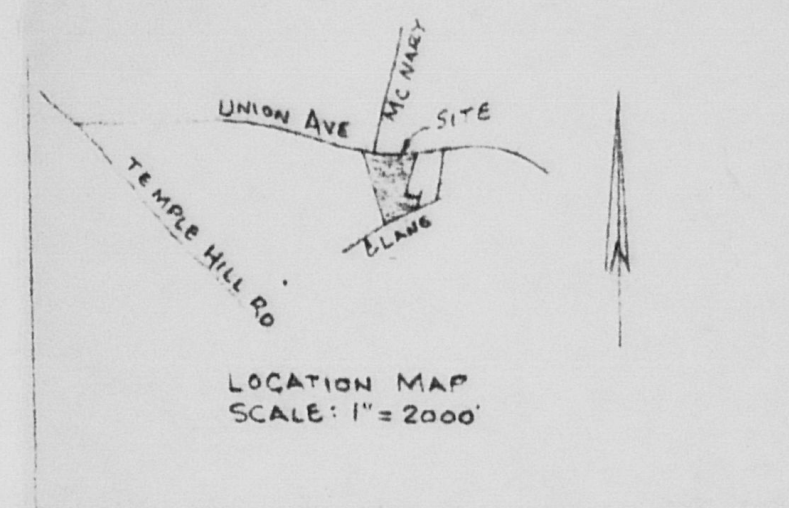 MC NARY
UNION AVE
SITE
TEMPLE HILL RD
LOCATION MAP
SCALE: 1" = 2000'